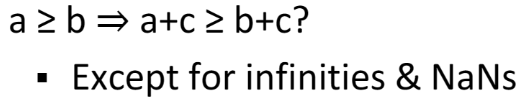 a ≥ b ⇒ a+c ≥ b+c?
▪ Except for infinities & NaNs